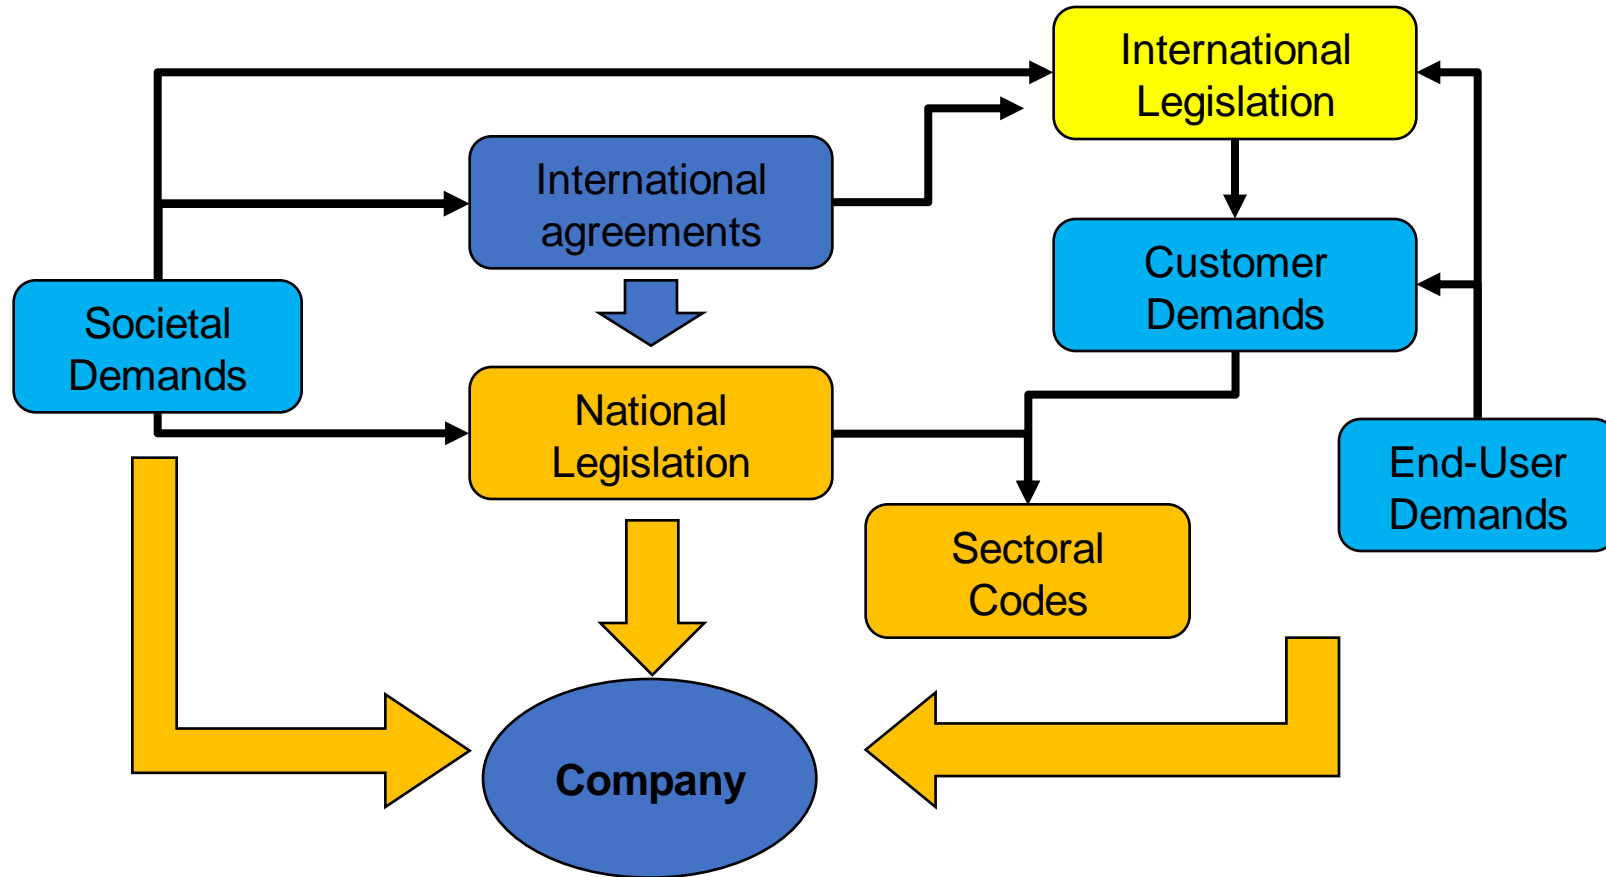 International
Legislation
International
agreements
Customer
Demands
Societal
Demands
National
Legislation
End-User
Demands
Sectoral
Codes
Company